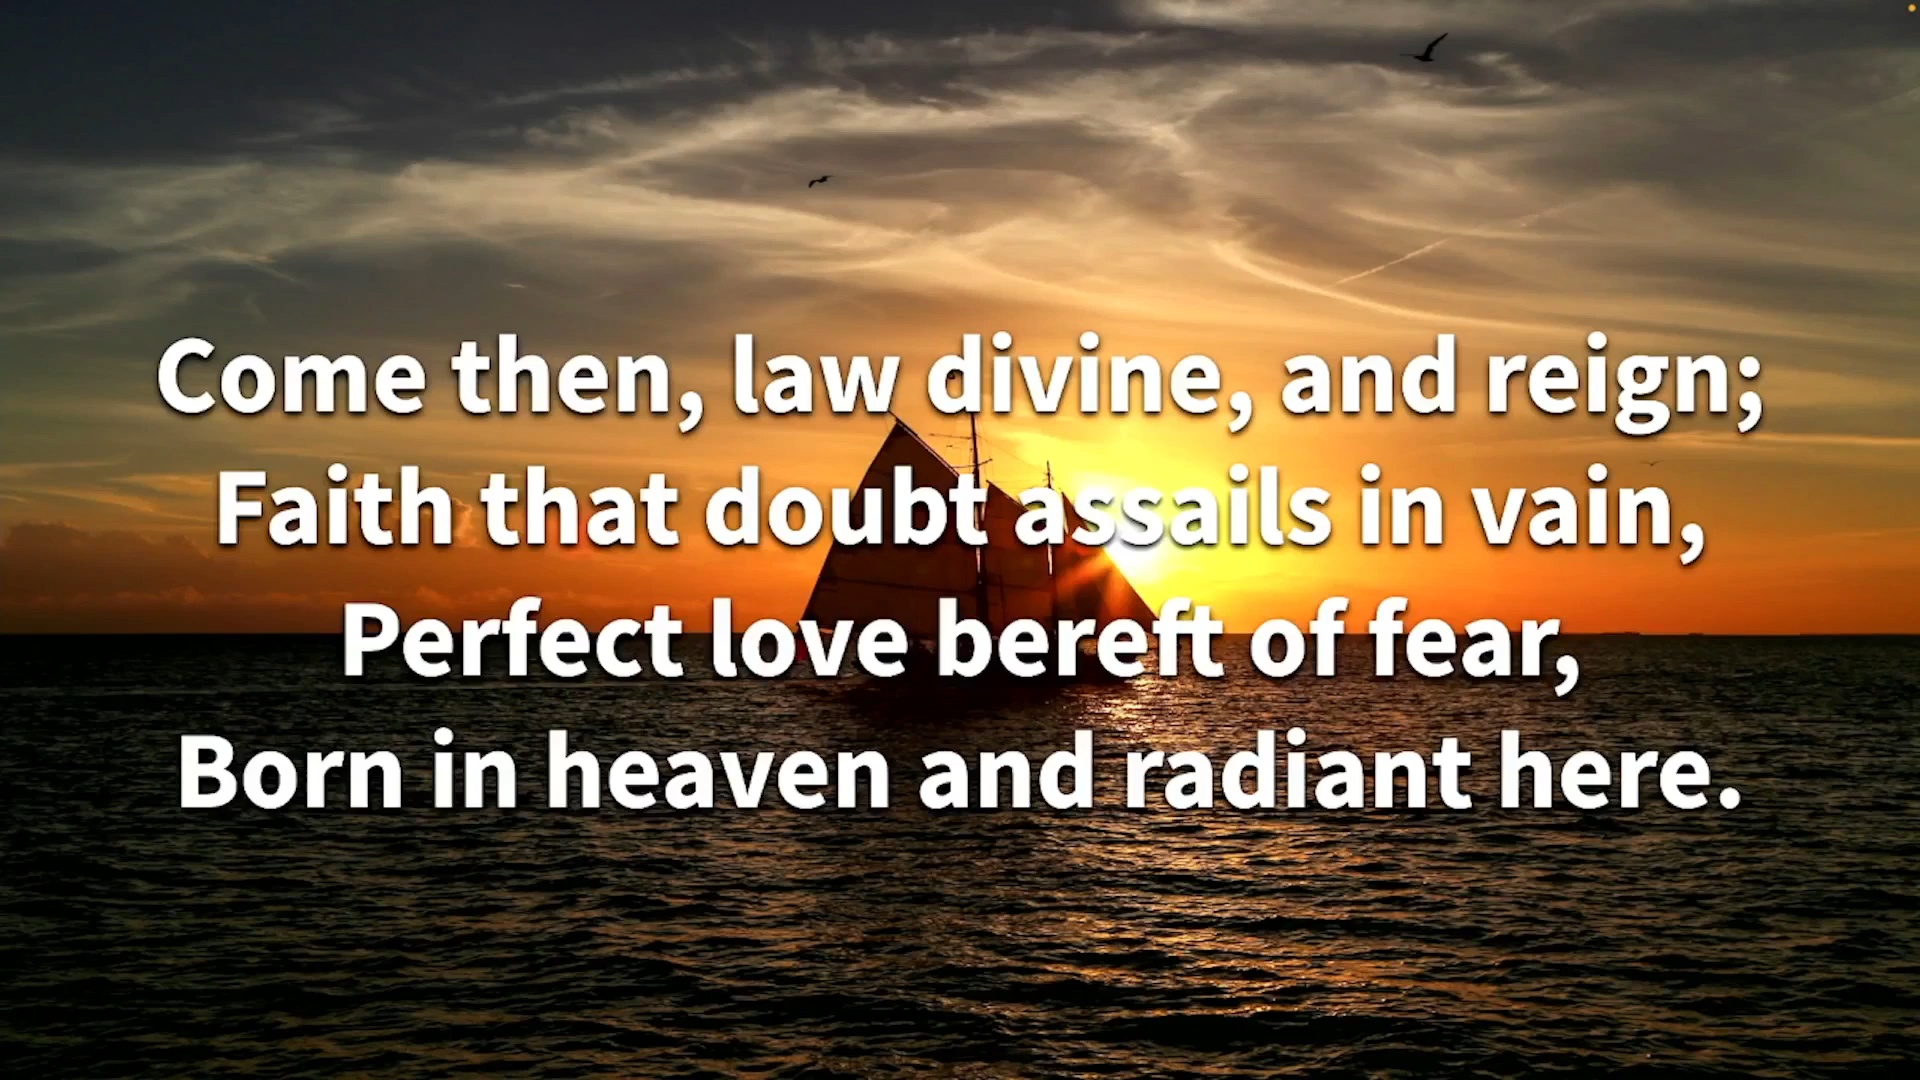 Come then, law divine, and reign;
Faith that doubt assails in vain,
Perfect love bereft of fear,
Born in heaven and radiant here.